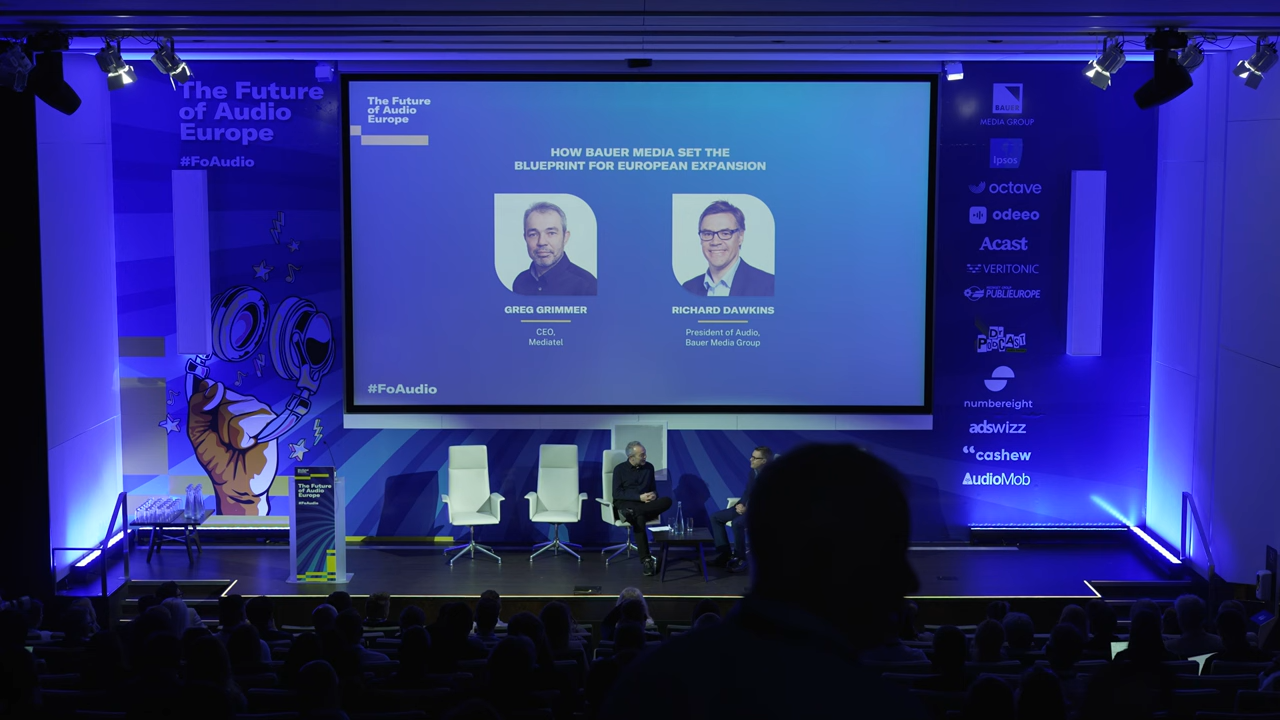 The Future
of Audio
Europe
#FoAudio
The Future
of Audio
Europe
HOW BAUER MEDIA SET THE
BLUEPRINT FOR EUROPEAN EXPANSION
GREG GRIMMER
CEO,
Mediatel
RICHARD DAWKINS
President of Audio,
Bauer Media Group
#FoAudio
BAUER
MEDIA GROUP
Ipsos
octave
odeeo
Acast
VERITONIC
PUBLIEUROPE
PODCAST
numbereight
adswizz
cashew
AudioMob
The Future
of Audio
Europe
#FoAudio